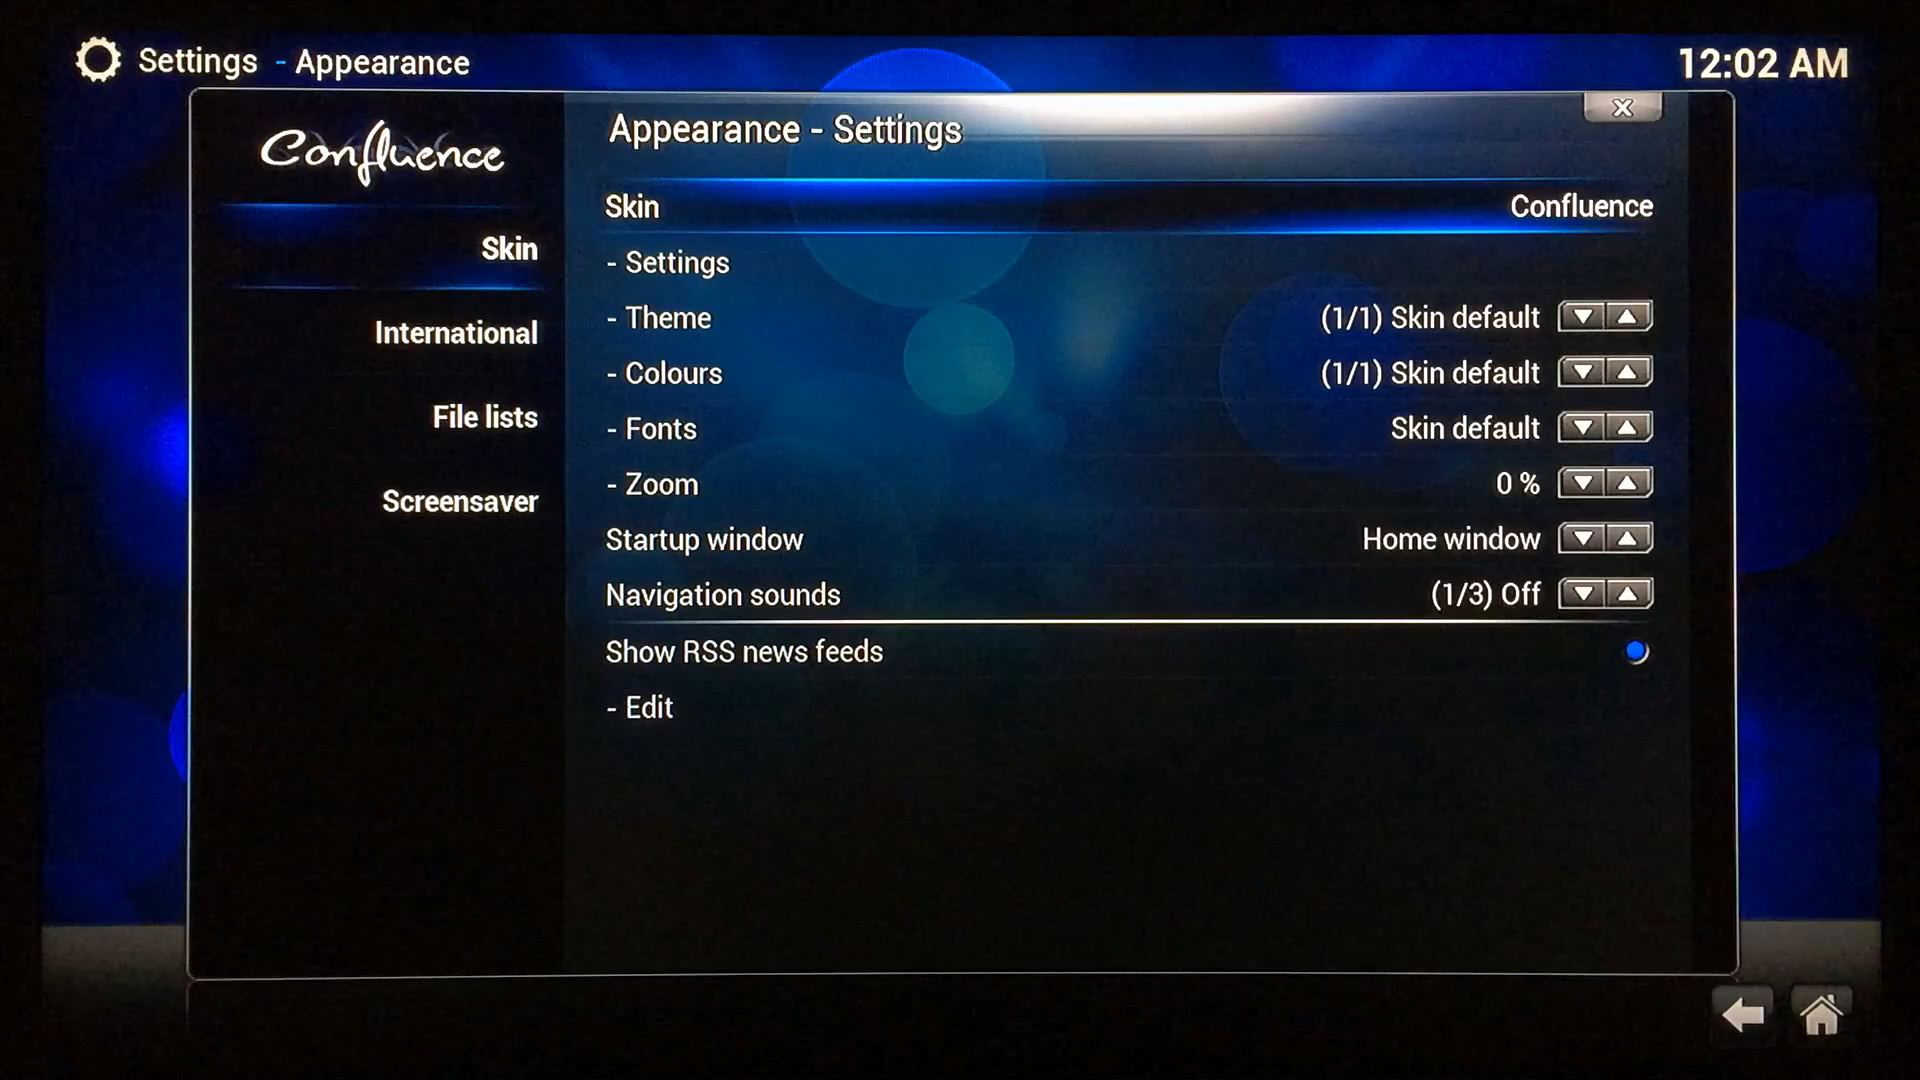 Settings - Appearance
12:02 AM
Confluence
Skin
International
File lists
Screensaver
Appearance - Settings
Skin Confluence
- Settings
- Theme (1/1) Skin default
- Colours (1/1) Skin default
- Fonts Skin default
- Zoom 0 %
Startup window Home window
Navigation sounds (1/3) Off
Show RSS news feeds
- Edit